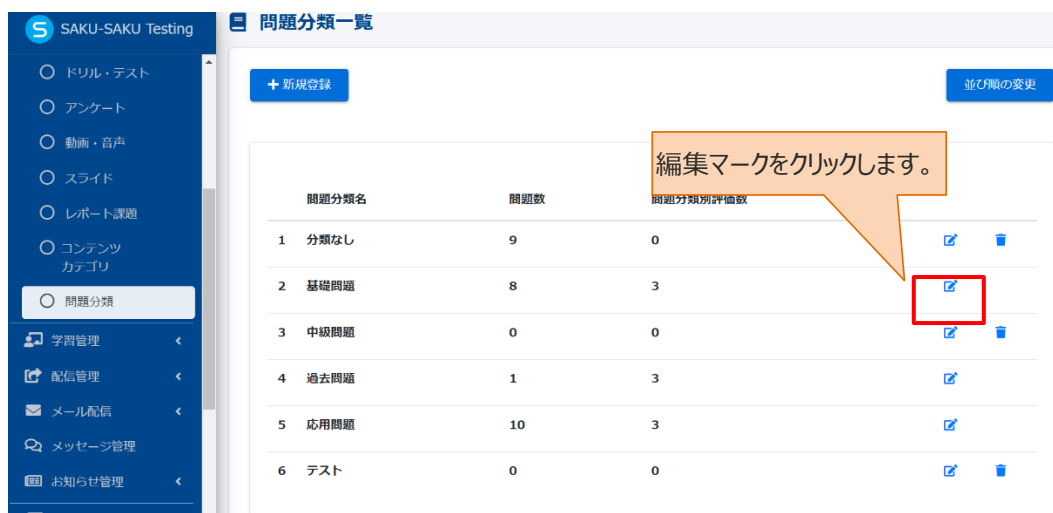 SAKU-SAKU Testing
ドリル・テスト
アンケート
動画・音声
スライド
レポート課題
コンテンツ
カテゴリ
問題分類
学習管理
配信管理
メール配信
メッセージ管理
お知らせ管理
問題分類一覧
+ 新規登録
並び順の変更
編集マークをクリックします。
問題分類名 問題数 問題分類別評価数
1 分類なし 9 0
2 基礎問題 8 3
3 中級問題 0 0
4 過去問題 1 3
5 応用問題 10 3
6 テスト 0 0